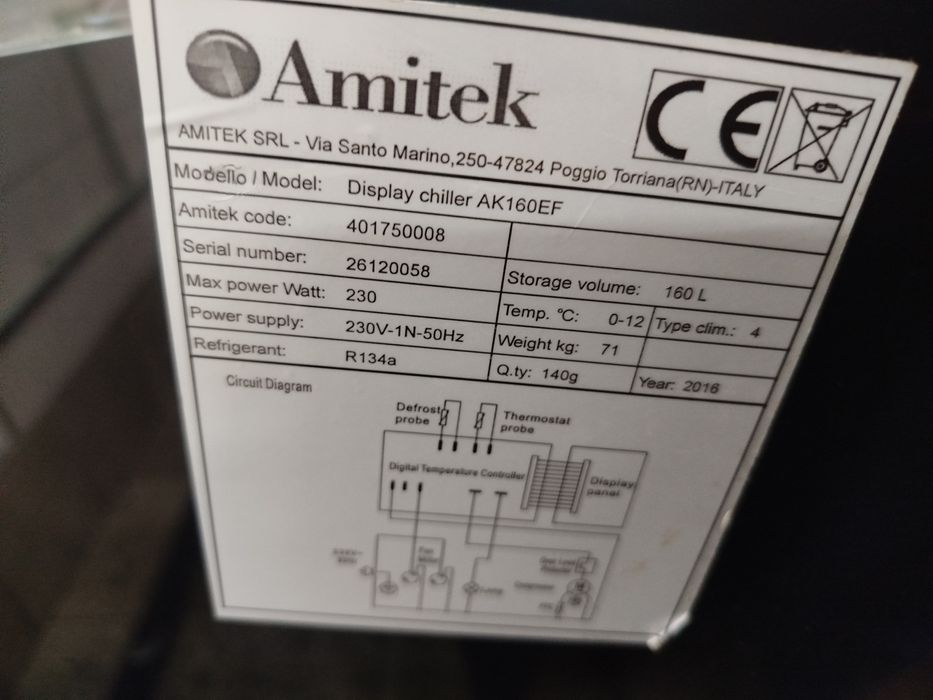 Amitek
CE
AMITEK SRL - Via Santo Marino,250-47824 Poggio Torriana(RN)-ITALY
Modello / Model: Display chiller AK160EF
Amitek code: 401750008
Serial number: 26120058 Storage volume: 160 L
Max power Watt: 230 Temp. °C: 0-12 Type clim.: 4
Power supply: 230V-1N-50Hz Weight kg: 71
Refrigerant: R134a Q.ty: 140g Year: 2016
Circuit Diagram
Defrost probe
Thermostat probe
Digital Temperature Controller
Display panel
Fan